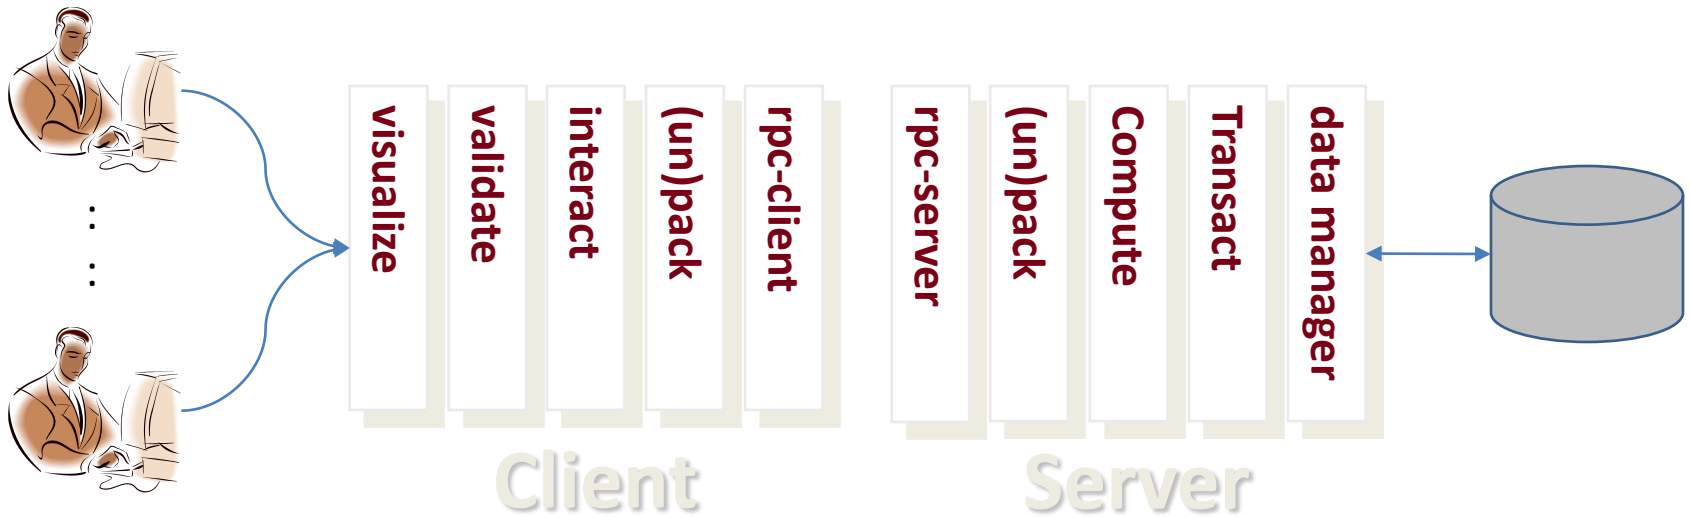 visualize
validate
interact
(un)pack
rpc-client
rpc-server
(un)pack
Compute
Transact
data manager
Client
Server